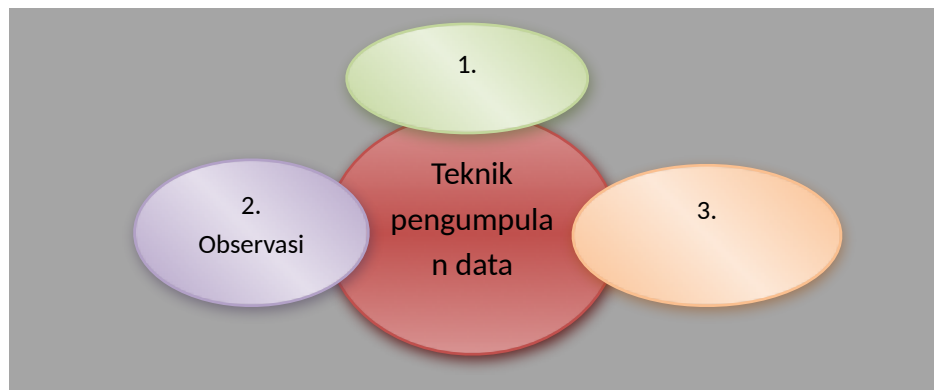 1.
Teknik
pengumpula
n data
2.
Observasi
3.